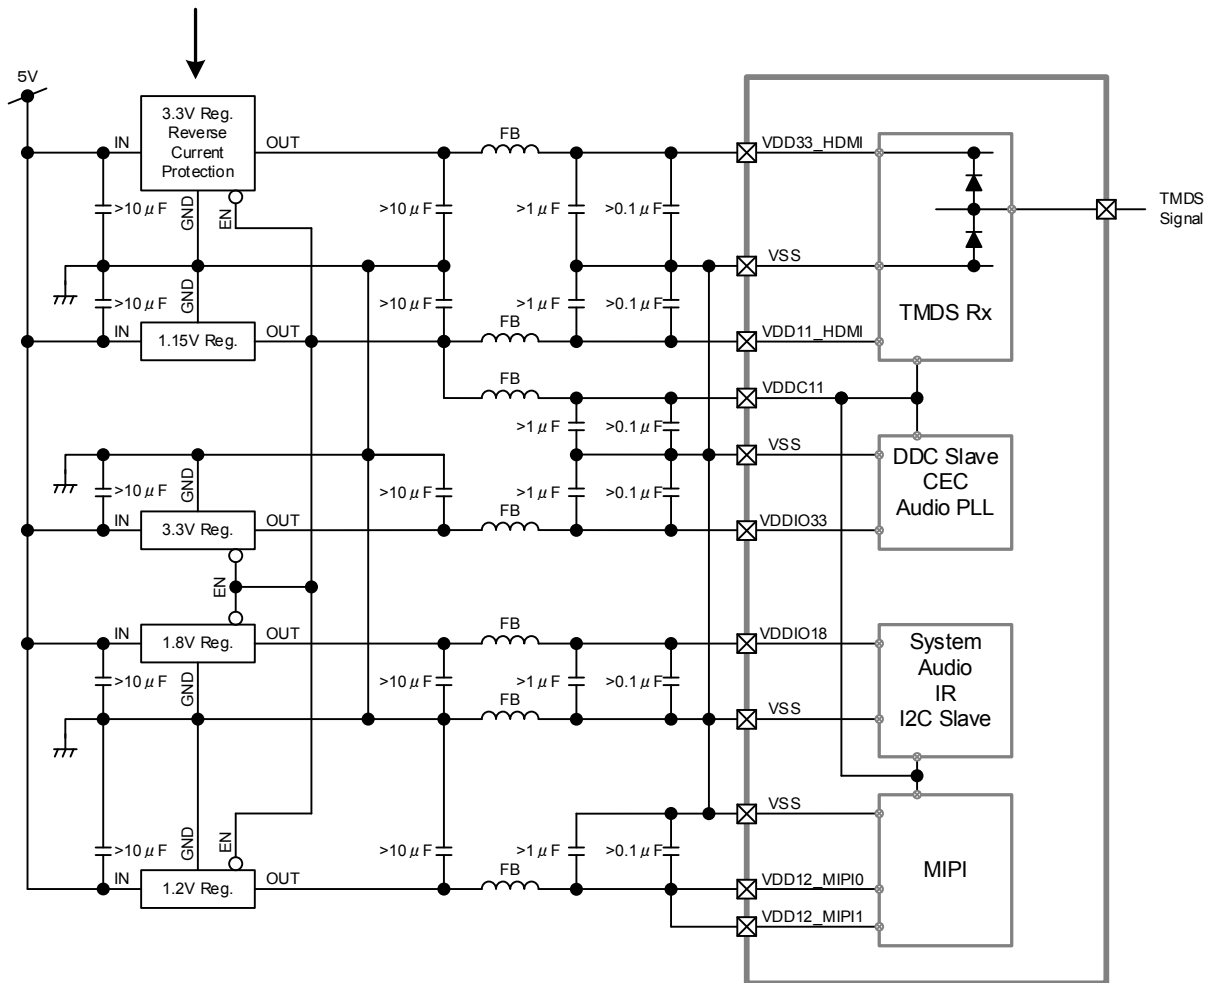 5V
3.3V Reg.
Reverse
Current
Protection
IN
OUT
FB
VDD33_HDMI
>10μF
GND
EN
>10μF
>1μF
>0.1μF
TMDS
Signal
VSS
>10μF
GND
>10μF
>1μF
>0.1μF
TMDS Rx
IN
1.15V Reg.
OUT
FB
VDD11_HDMI
FB
VDDC11
>1μF
>0.1μF
VSS
DDC Slave
CEC
Audio PLL
>10μF
GND
>10μF
>1μF
>0.1μF
IN
3.3V Reg.
OUT
FB
VDDIO33
EN
IN
1.8V Reg.
OUT
FB
VDDIO18
System
Audio
IR
I2C Slave
>10μF
GND
>10μF
>1μF
>0.1μF
FB
VSS
VSS
>10μF
GND
EN
>10μF
>1μF
>0.1μF
MIPI
IN
1.2V Reg.
OUT
FB
VDD12_MIPI0
VDD12_MIPI1